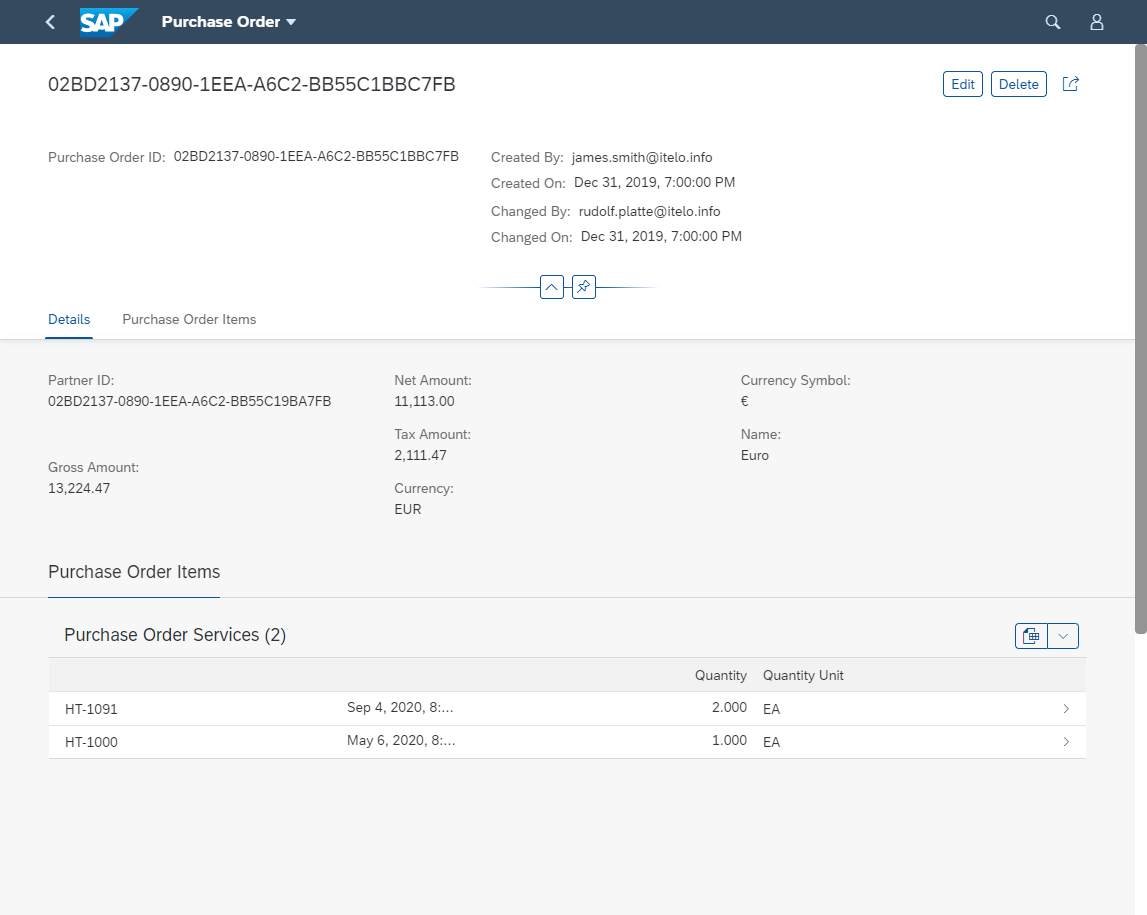 SAP Purchase Order
02BD2137-0890-1EEA-A6C2-BB55C1BBC7FB Edit Delete
Purchase Order ID: 02BD2137-0890-1EEA-A6C2-BB55C1BBC7FB Created By: james.smith@itelo.info
Created On: Dec 31, 2019, 7:00:00 PM
Changed By: rudolf.platte@itelo.info
Changed On: Dec 31, 2019, 7:00:00 PM
Details Purchase Order Items
Partner ID: Net Amount: Currency Symbol:
02BD2137-0890-1EEA-A6C2-BB55C19BA7FB 11,113.00 €
Tax Amount: Name:
2,111.47 Euro
Gross Amount:
13,224.47
Currency:
EUR
Purchase Order Items
Purchase Order Services (2)
Quantity Quantity Unit
HT-1091 Sep 4, 2020, 8:... 2.000 EA
HT-1000 May 6, 2020, 8:... 1.000 EA